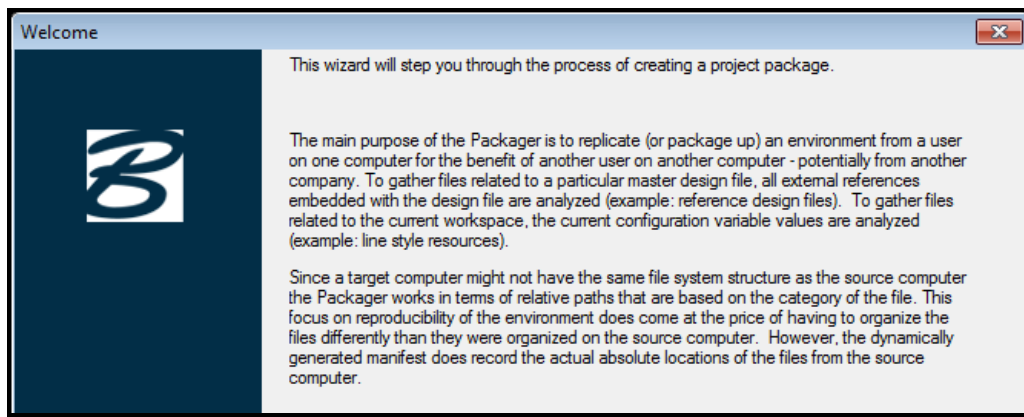 Welcome
This wizard will step you through the process of creating a project package.
The main purpose of the Packager is to replicate (or package up) an environment from a user
on one computer for the benefit of another user on another computer - potentially from another
company. To gather files related to a particular master design file, all external references
embedded with the design file are analyzed (example: reference design files).  To gather files
related to the current workspace, the current configuration variable values are analyzed
(example: line style resources).
Since a target computer might not have the same file system structure as the source computer
the Packager works in terms of relative paths that are based on the category of the file. This
focus on reproducibility of the environment does come at the price of having to organize the
files differently than they were organized on the source computer.  However, the dynamically
generated manifest does record the actual absolute locations of the files from the source
computer.
B